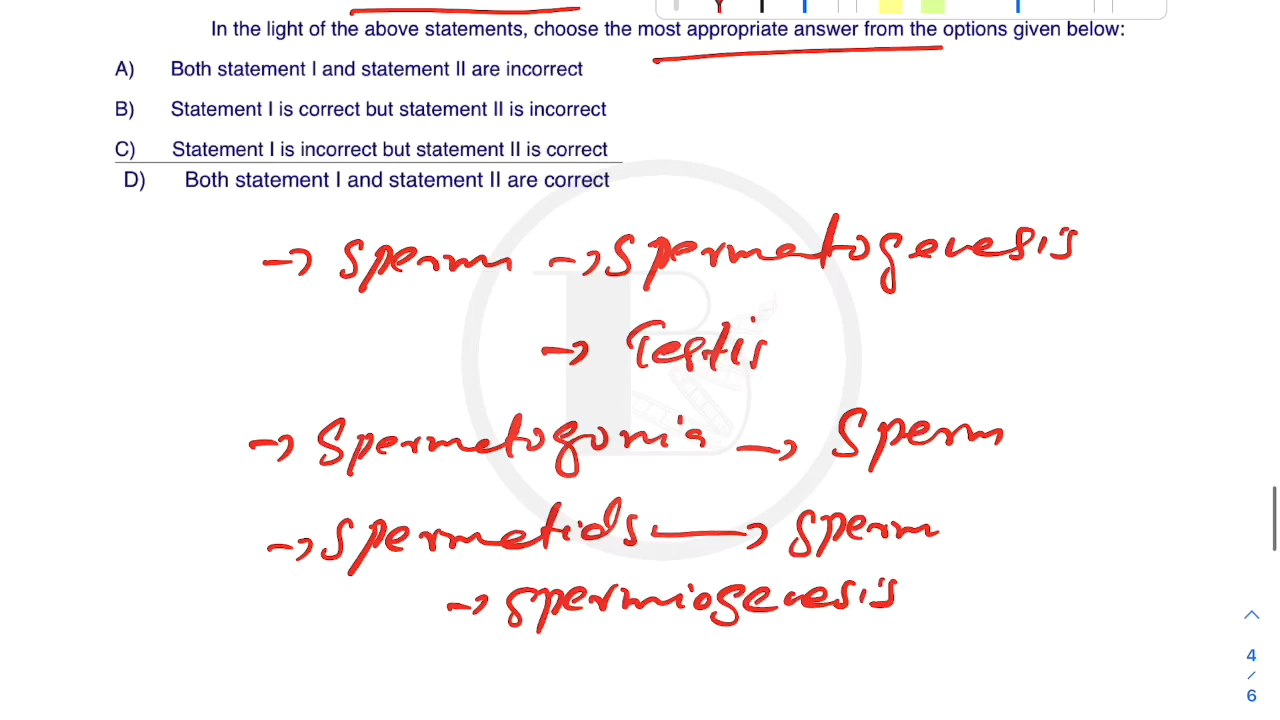 In the light of the above statements, choose the most appropriate answer from the options given below:
A) Both statement I and statement II are incorrect
B) Statement I is correct but statement II is incorrect
C) Statement I is incorrect but statement II is correct
D) Both statement I and statement II are correct
→ Sperm → Spermatogenesis
→ Testis
→ Spermetogonia → Sperm
→ Spermetids → Sperm
→ Spermiogenesis
4
/
6